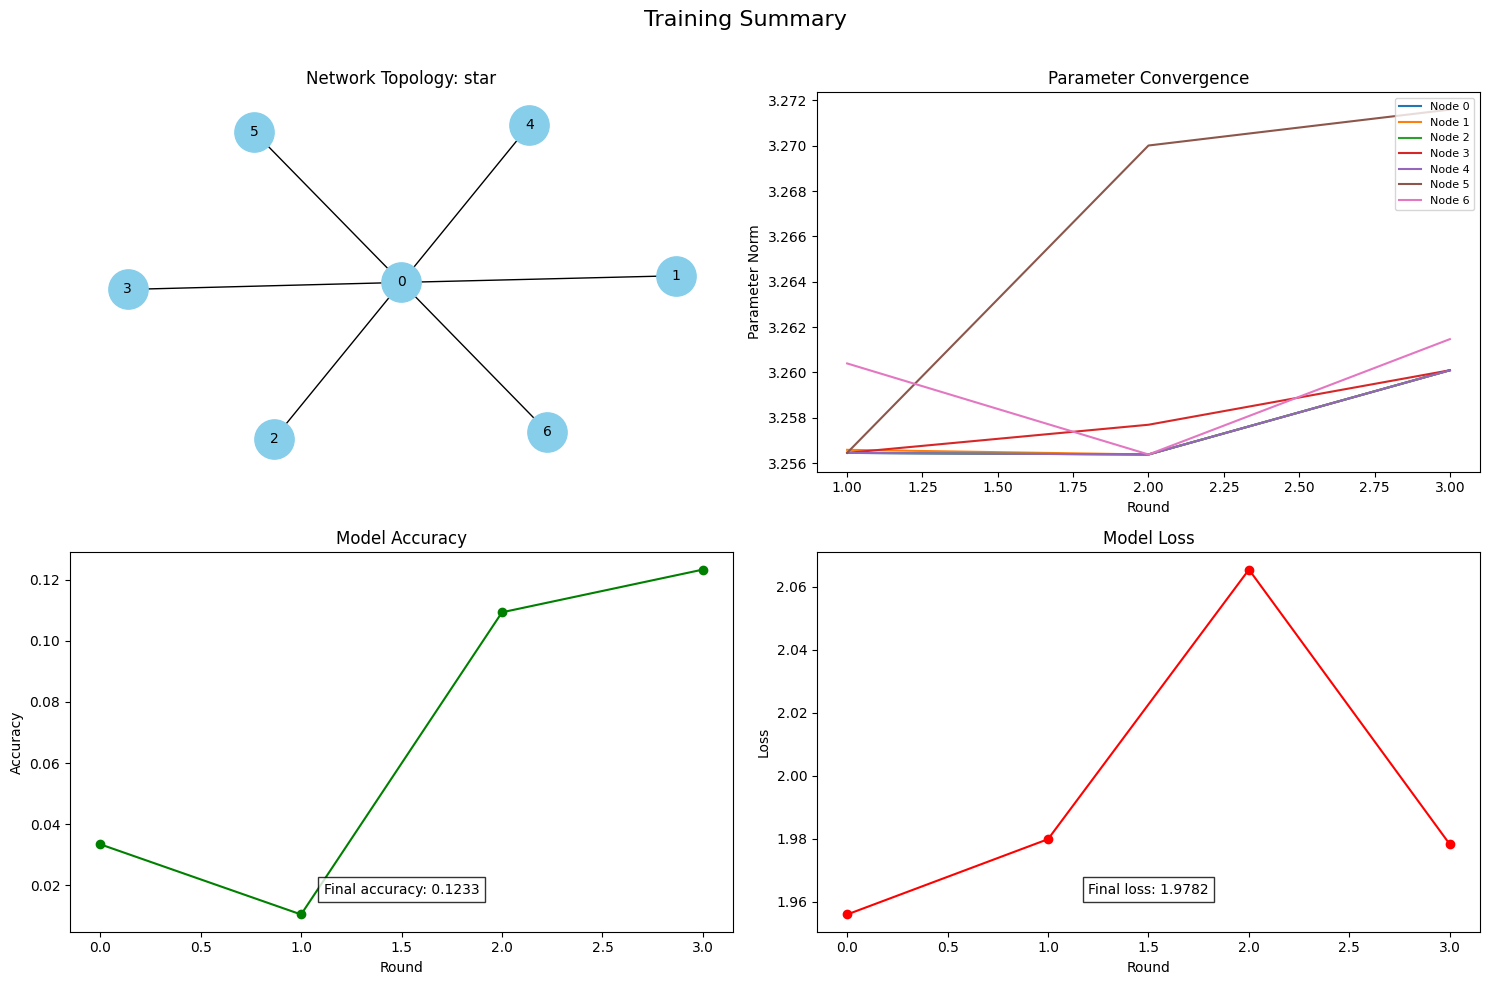 Training Summary
Network Topology: star
5
4
3
0
1
2
6
Parameter Convergence
3.272
3.270
3.268
3.266
3.264
3.262
3.260
3.258
3.256
Parameter Norm
Node 0
Node 1
Node 2
Node 3
Node 4
Node 5
Node 6
1.00 1.25 1.50 1.75 2.00 2.25 2.50 2.75 3.00
Round
Model Accuracy
0.12
0.10
0.08
0.06
0.04
0.02
Accuracy
Final accuracy: 0.1233
0.0 0.5 1.0 1.5 2.0 2.5 3.0
Round
Model Loss
2.06
2.04
2.02
2.00
1.98
1.96
Loss
Final loss: 1.9782
0.0 0.5 1.0 1.5 2.0 2.5 3.0
Round